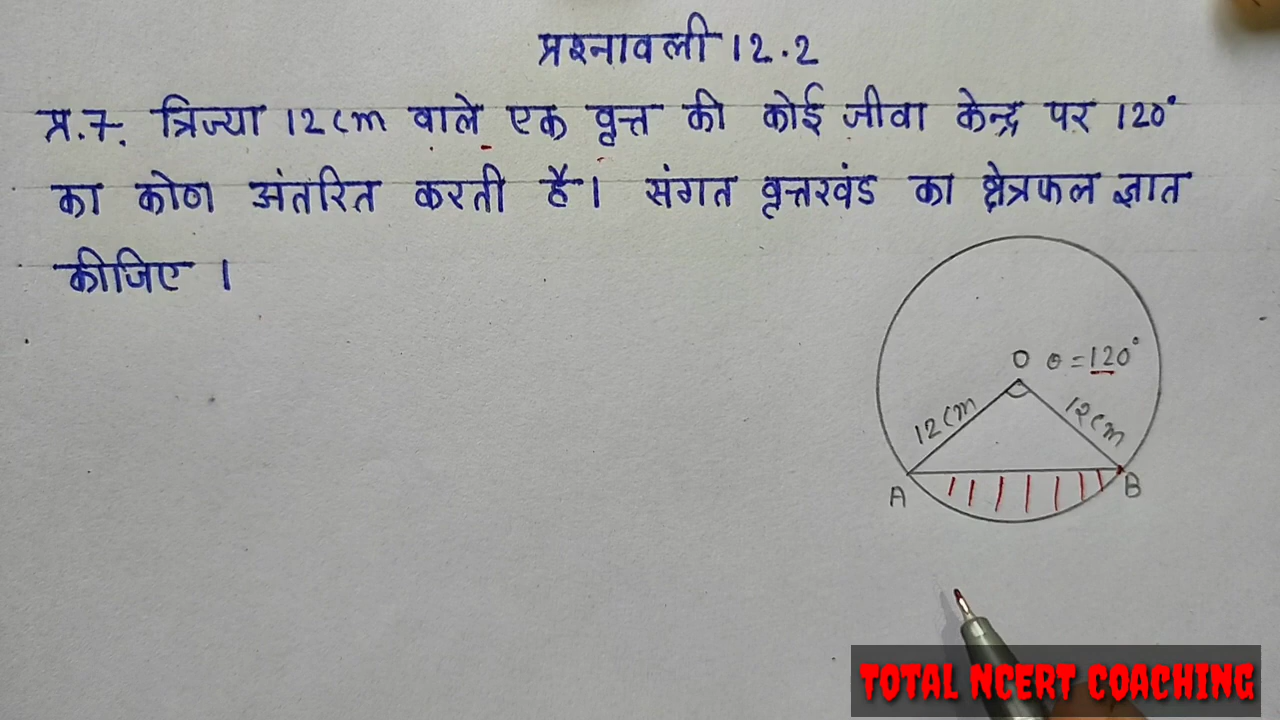 प्रश्नावली 12.2
प्र.7. त्रिज्या 12cm वाले एक वृत्त की कोई जीवा केन्द्र पर 120°
का कोण अंतरित करती है। संगत वृत्तखंड का क्षेत्रफल ज्ञात
कीजिए ।
O θ = 120°
12cm 12cm
A B
TOTAL NCERT COACHING